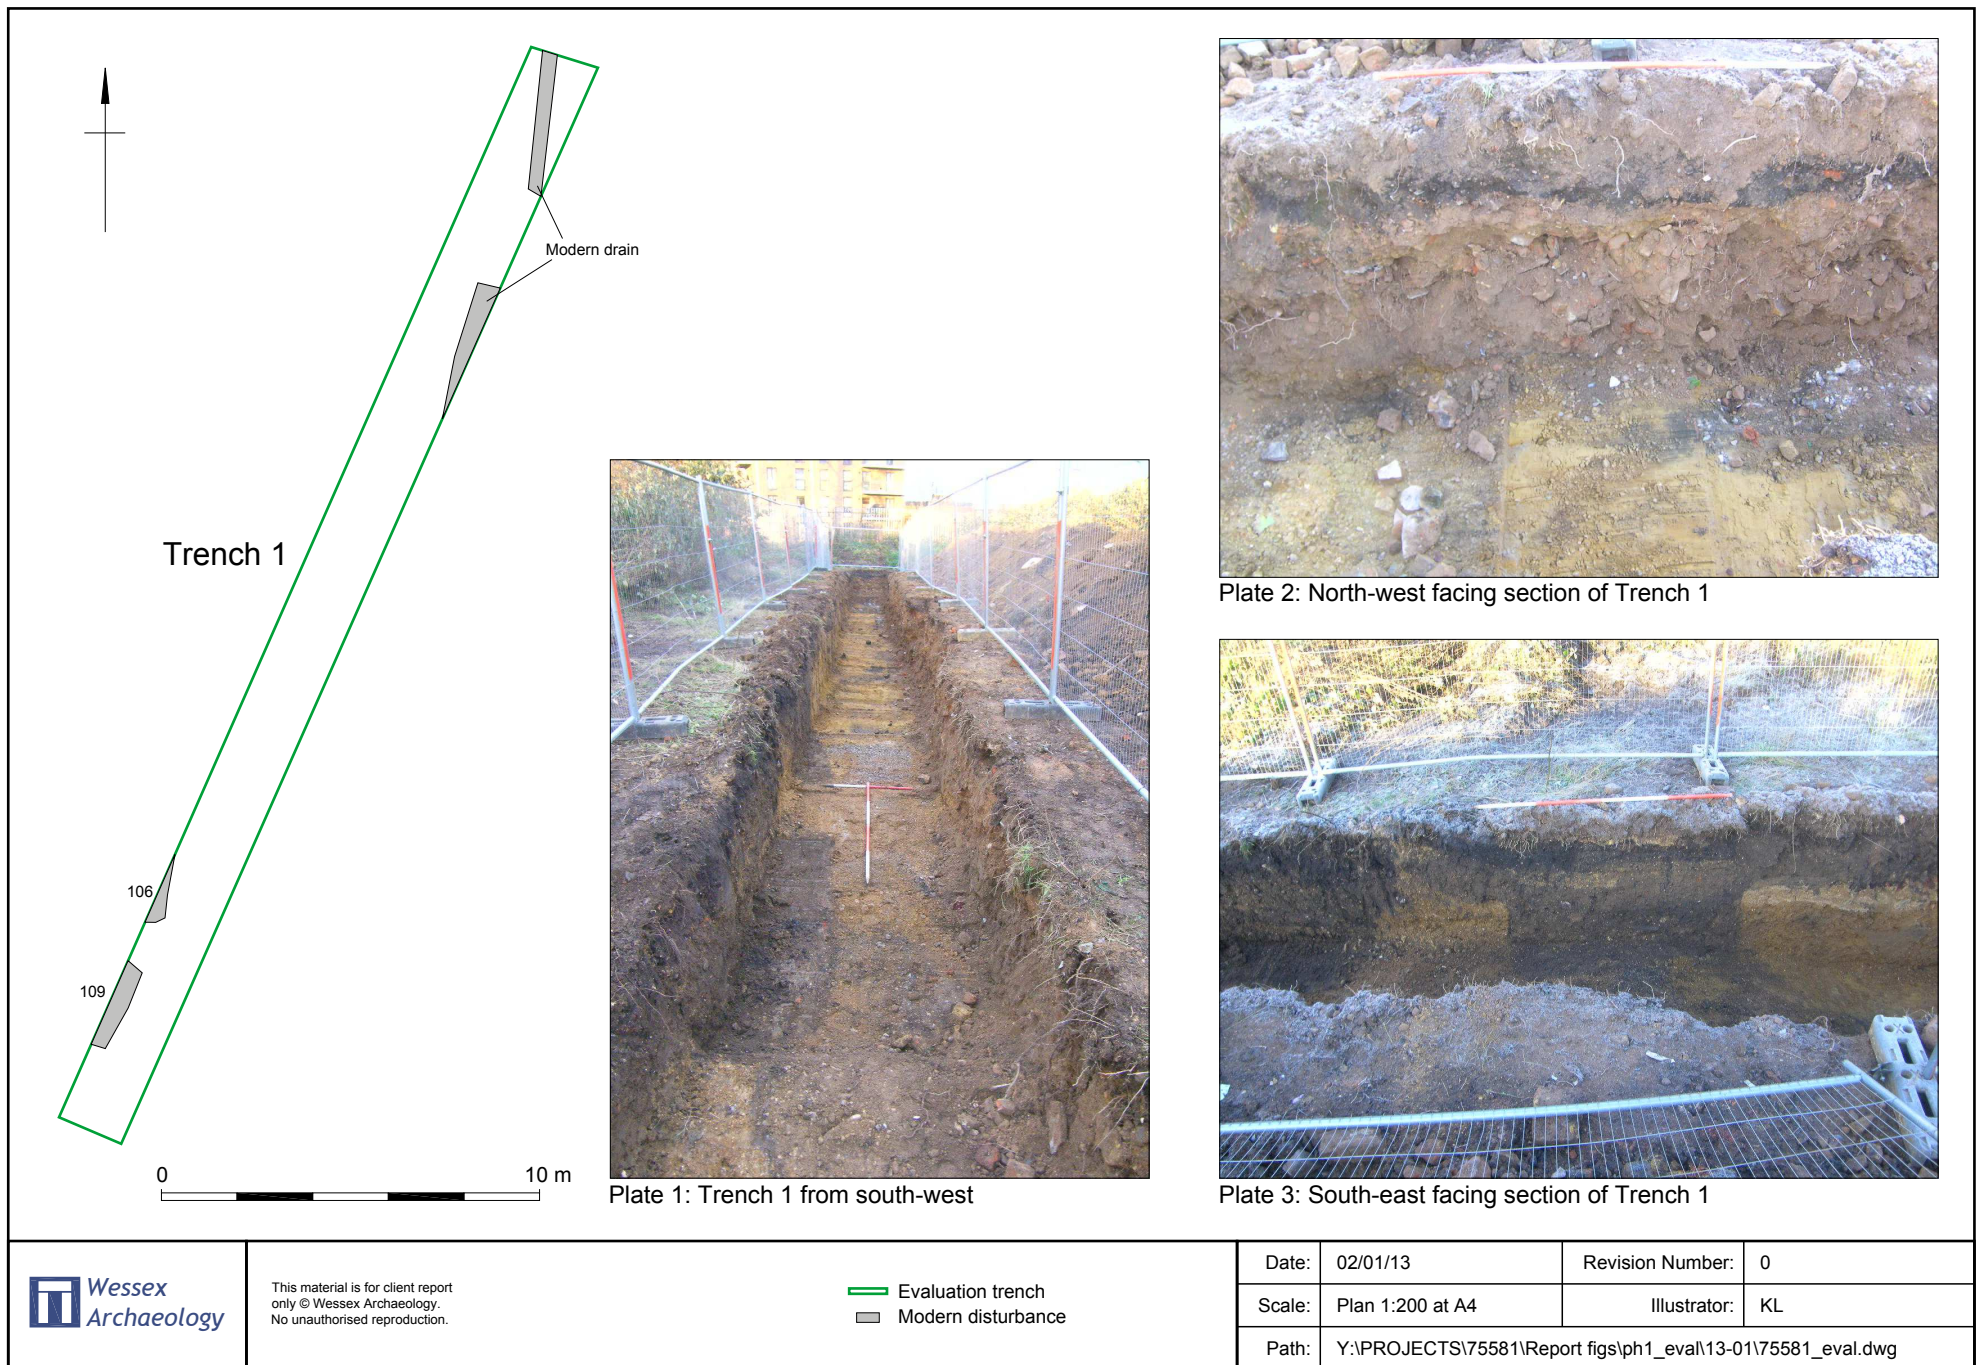 Modern drain
Trench 1
106
109
0
10 m
Plate 1: Trench 1 from south-west
Plate 2: North-west facing section of Trench 1
Plate 3: South-east facing section of Trench 1
Wessex
Archaeology
This material is for client report
only © Wessex Archaeology.
No unauthorised reproduction.
Evaluation trench
Modern disturbance
Date: 02/01/13 Revision Number: 0
Scale: Plan 1:200 at A4 Illustrator: KL
Path: Y:\PROJECTS\75581\Report figs\ph1_eval\13-01\75581_eval.dwg